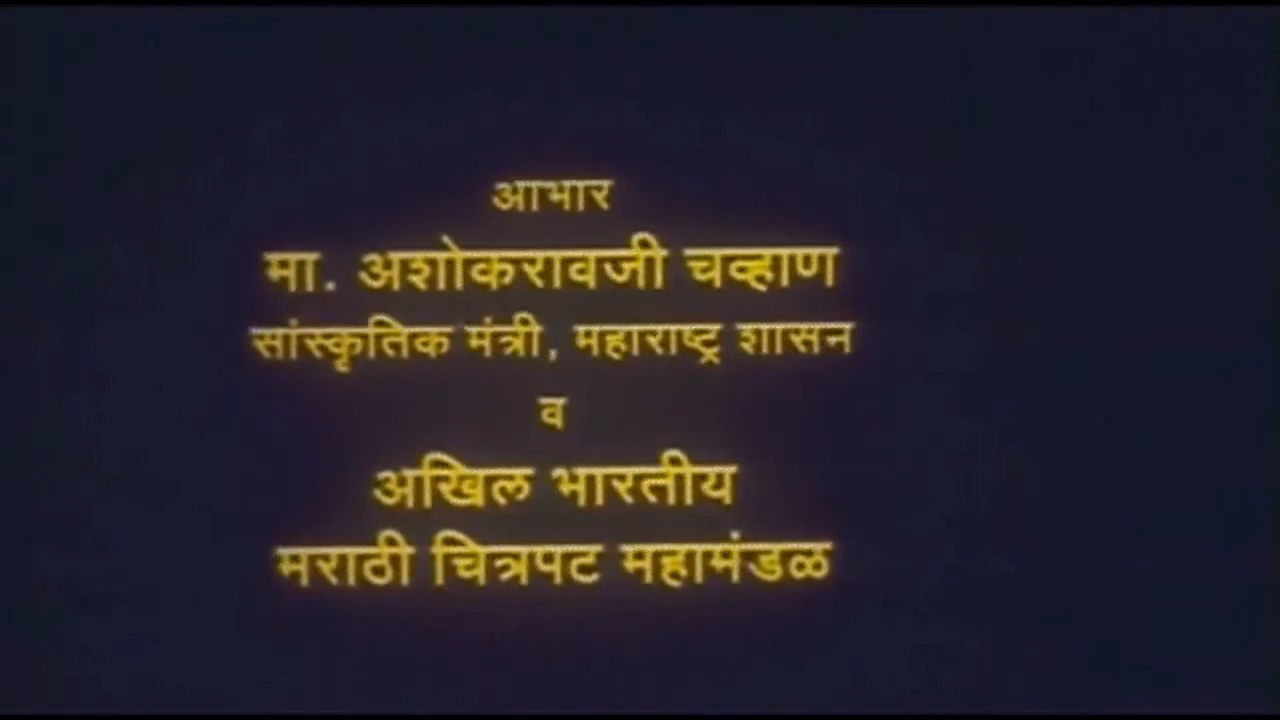 आभार
मा. अशोकरावजी चव्हाण
सांस्कृतिक मंत्री, महाराष्ट्र शासन
व
अखिल भारतीय
मराठी चित्रपट महामंडळ